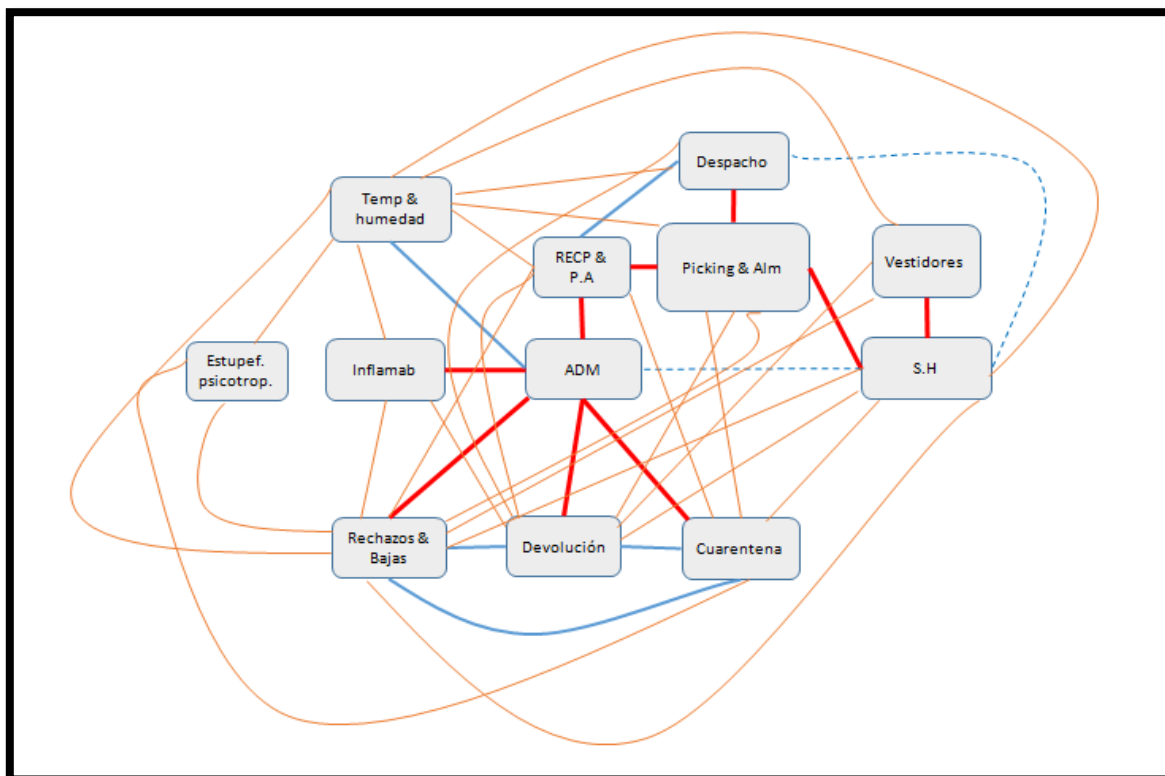 Despacho
Temp &
humedad
RECP &
P.A
Picking & Alm
Vestidores
Estupef.
psicotrop.
Inflamab
ADM
S.H
Rechazos &
Bajas
Devolución
Cuarentena